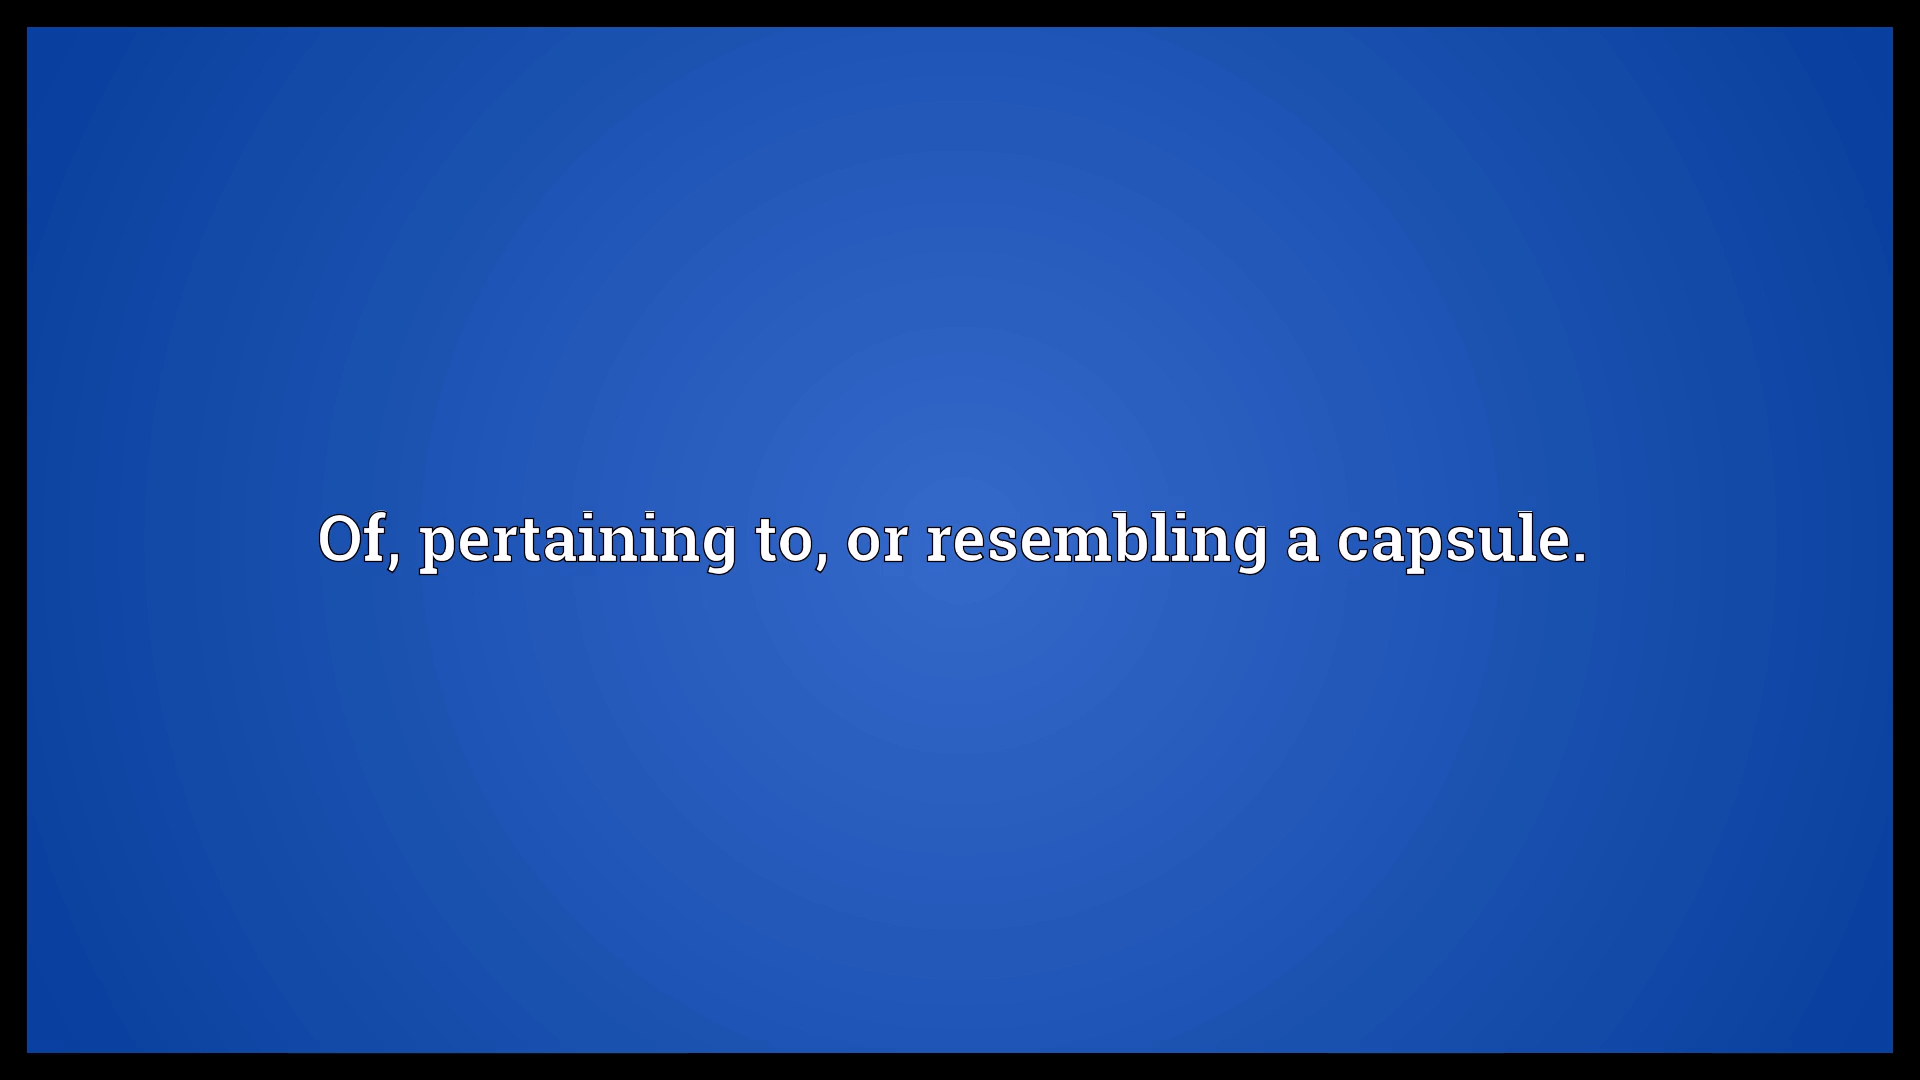 Of, pertaining to, or resembling a capsule.